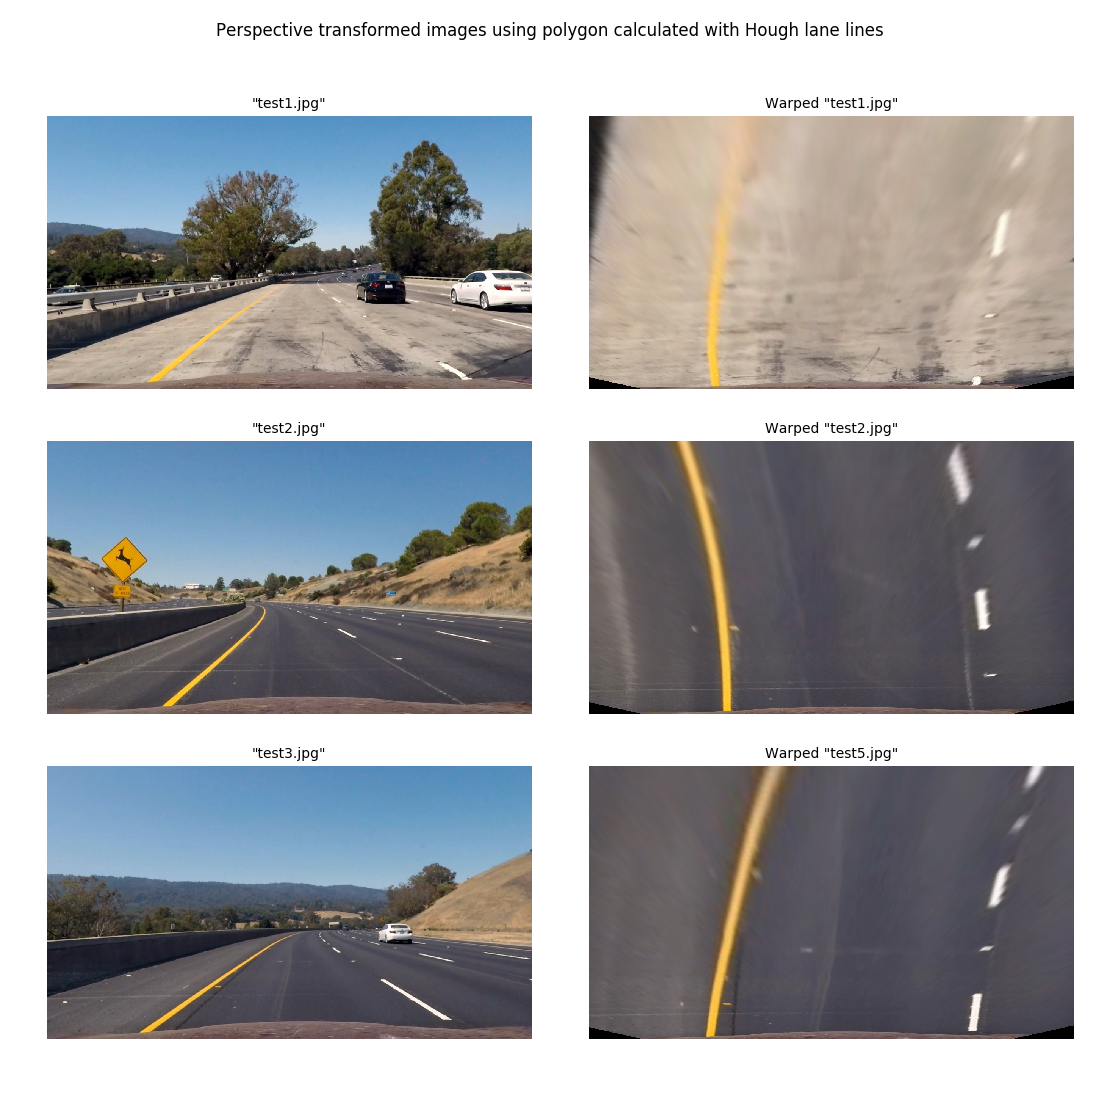 Perspective transformed images using polygon calculated with Hough lane lines
"test1.jpg"
Warped "test1.jpg"
"test2.jpg"
Warped "test2.jpg"
"test3.jpg"
Warped "test5.jpg"